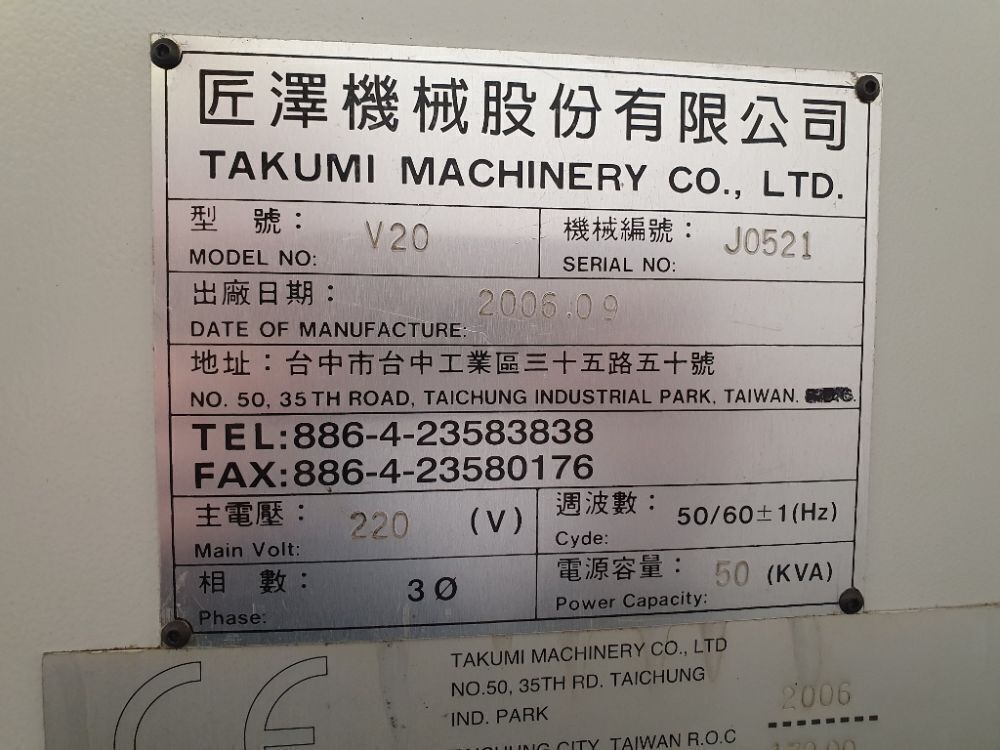 匠澤機械股份有限公司
TAKUMI MACHINERY CO., LTD.
型 號： V20 機械編號： J0521
MODEL NO: SERIAL NO:
出廠日期： 2006.09
DATE OF MANUFACTURE:
地址：台中市台中工業區三十五路五十號
NO. 50, 35 TH ROAD, TAICHUNG INDUSTRIAL PARK, TAIWAN.
TEL:886-4-23583838
FAX:886-4-23580176
主電壓： 220 (V) 週波數： 50/60±1(Hz)
Main Volt: Cyde:
相 數： 3Ø 電源容量： 50 (KVA)
Phase: Power Capacity:
CE
TAKUMI MACHINERY CO., LTD
NO.50, 35TH RD. TAICHUNG
IND. PARK
2006
CITY, TAIWAN R.O.C